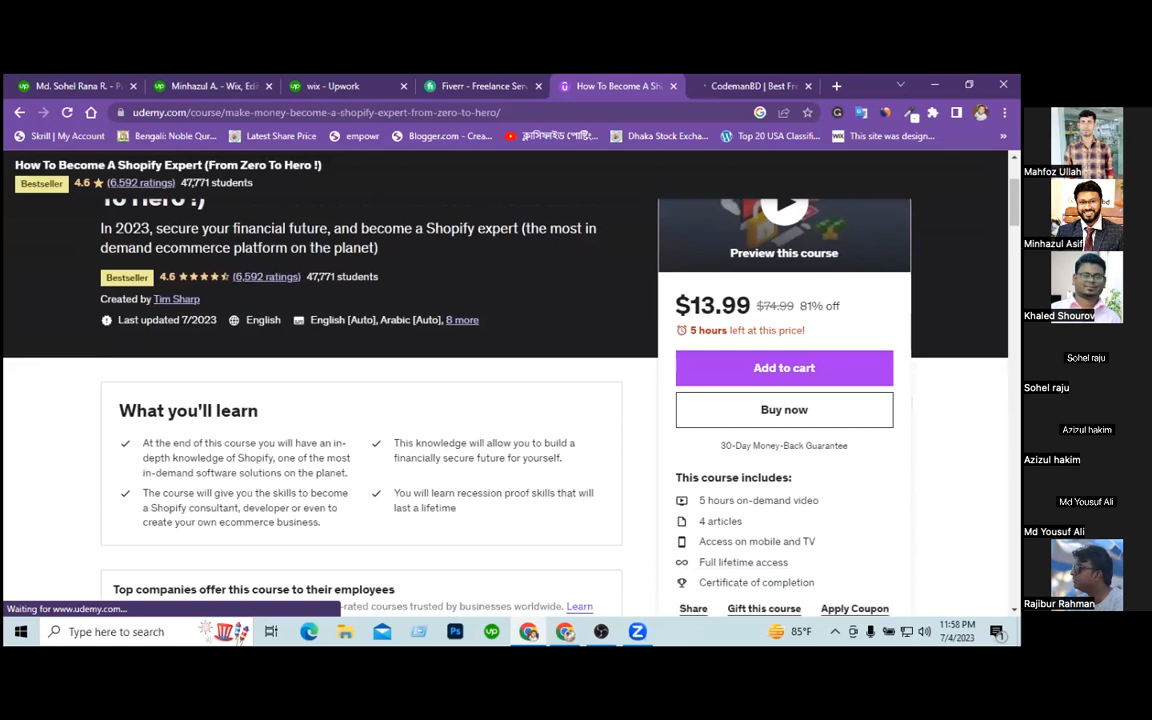 Md. Sohel Rana R. - P
Minhazul A. – Wix, Edi
wix - Upwork
Fiverr - Freelance Ser
How To Become A Sh
CodemanBD | Best Fr
udemy.com/course/make-money-become-a-shopify-expert-from-zero-to-hero/
Skrill | My Account
Bengali: Noble Qur...
Latest Share Price
empowr
Blogger.com - Crea...
ক্লাসিফাইড পোস্টিং...
Dhaka Stock Excha...
Top 20 USA Classifi...
This site was design...
How To Become A Shopify Expert (From Zero To Hero !)
Bestseller 4.6 (6,592 ratings) 47,771 students
To Hero !)
In 2023, secure your financial future, and become a Shopify expert (the most in
demand ecommerce platform on the planet)
Bestseller 4.6 (6,592 ratings) 47,771 students
Created by Tim Sharp
Last updated 7/2023 English English [Auto], Arabic [Auto], 8 more
Preview this course
$13.99 $74.99 81% off
5 hours left at this price!
Add to cart
Buy now
30-Day Money-Back Guarantee
This course includes:
5 hours on-demand video
4 articles
Access on mobile and TV
Full lifetime access
Certificate of completion
Share Gift this course Apply Coupon
What you'll learn
At the end of this course you will have an in-
depth knowledge of Shopify, one of the most
in-demand software solutions on the planet.
The course will give you the skills to become
a Shopify consultant, developer or even to
create your own ecommerce business.
This knowledge will allow you to build a
financially secure future for yourself.
You will learn recession proof skills that will
last a lifetime
Top companies offer this course to their employees
-rated courses trusted by businesses worldwide. Learn
Waiting for www.udemy.com...
Type here to search
85°F
11:58 PM
7/4/2023
Mahfoz Ullah
Minhazul Asif
Khaled Shourov
Sohel raju
Sohel raju
Azizul hakim
Azizul hakim
Md Yousuf Ali
Md Yousuf Ali
Rajibur Rahman